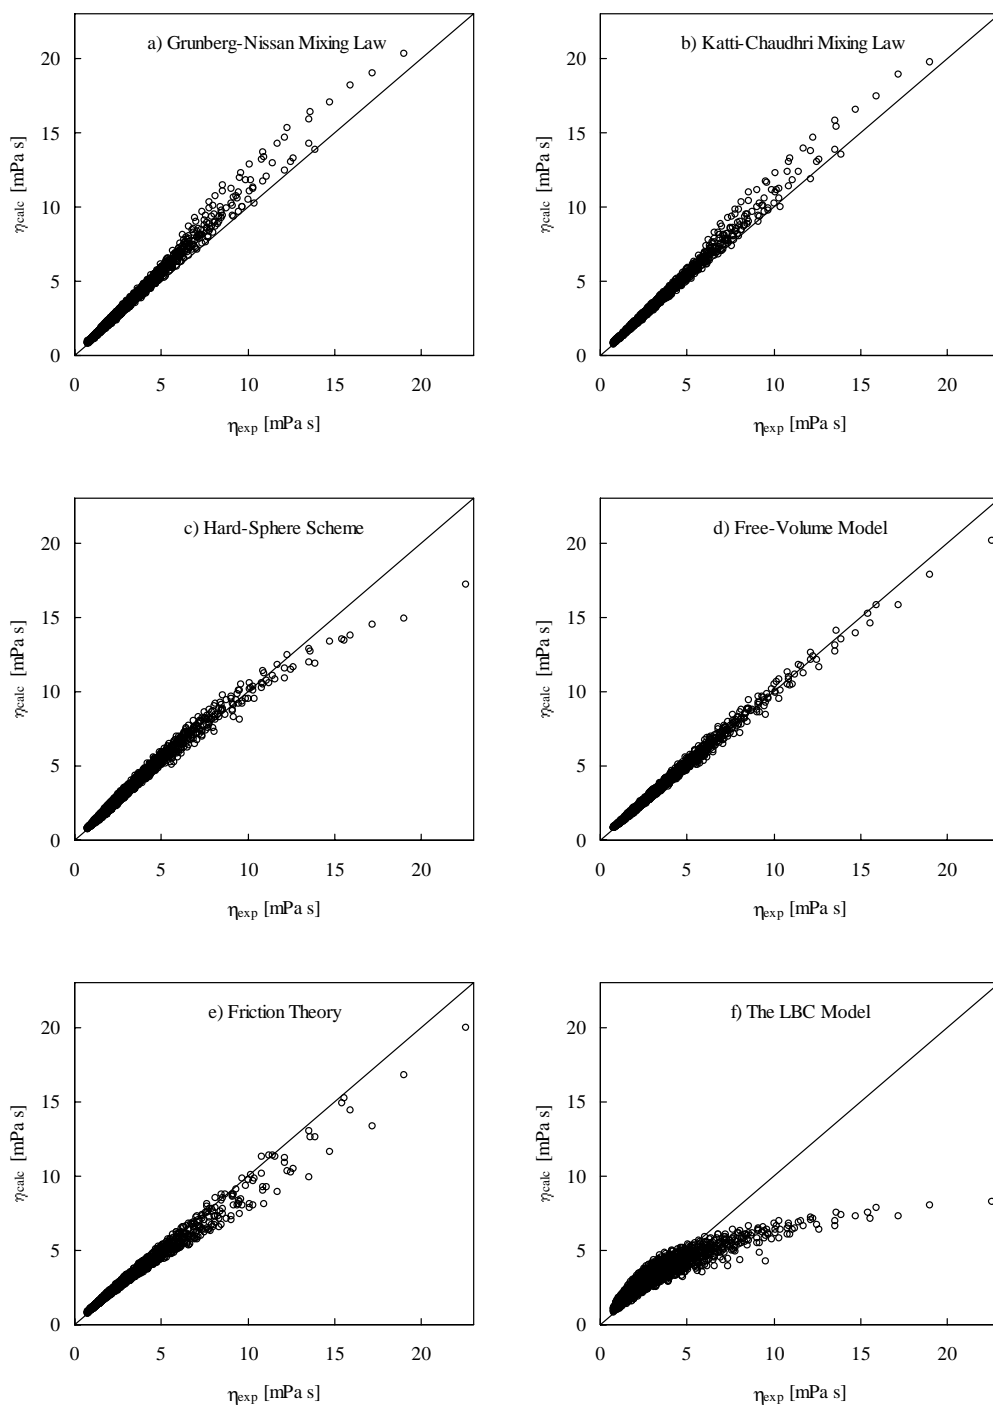 a) Grunberg-Nissan Mixing Law
20
15
10
5
0
ηcalc [mPa s]
0 5 10 15 20
ηexp [mPa s]
b) Katti-Chaudhri Mixing Law
20
15
10
5
0
ηcalc [mPa s]
0 5 10 15 20
ηexp [mPa s]
c) Hard-Sphere Scheme
20
15
10
5
0
ηcalc [mPa s]
0 5 10 15 20
ηexp [mPa s]
d) Free-Volume Model
20
15
10
5
0
ηcalc [mPa s]
0 5 10 15 20
ηexp [mPa s]
e) Friction Theory
20
15
10
5
0
ηcalc [mPa s]
0 5 10 15 20
ηexp [mPa s]
f) The LBC Model
20
15
10
5
0
ηcalc [mPa s]
0 5 10 15 20
ηexp [mPa s]